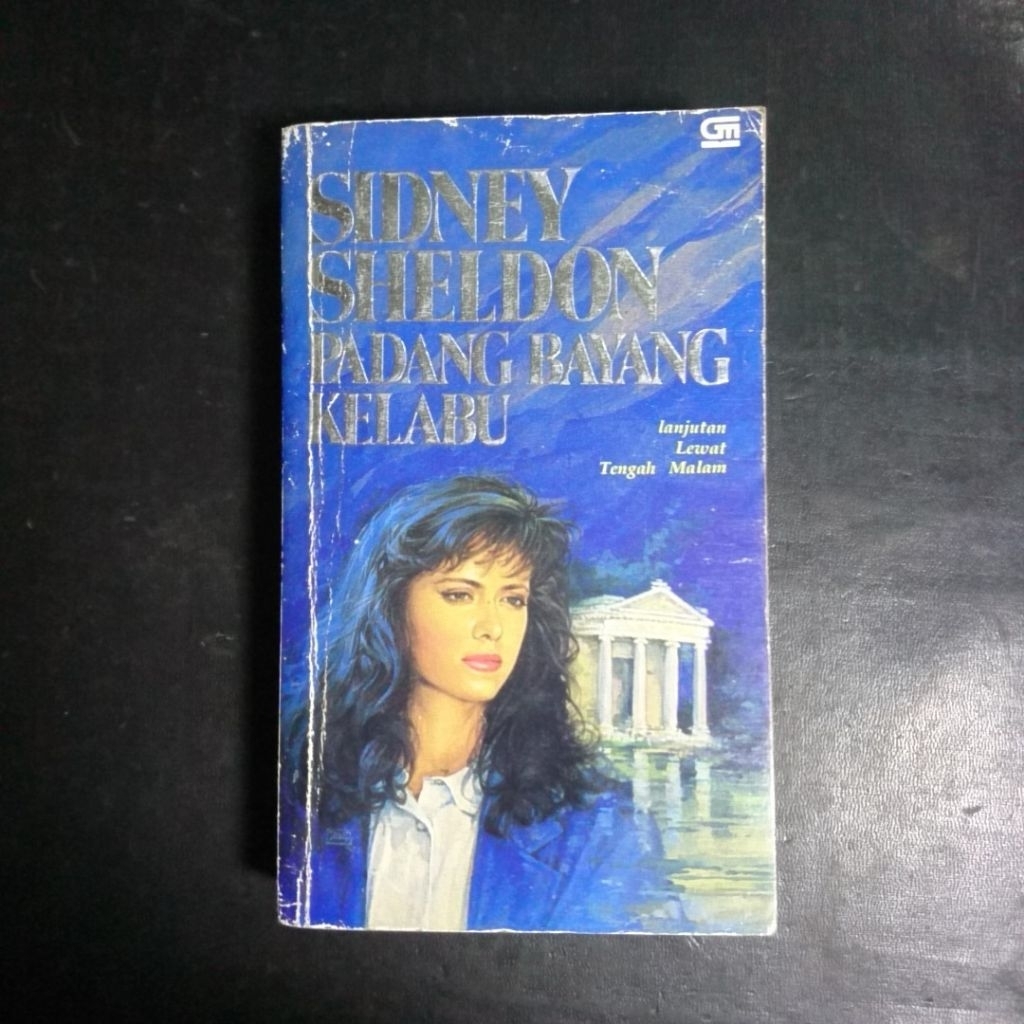 GM
SIDNEY
SHELDON
PADANG BAYANG
KELABU
lanjutan
Lewat
Tengah Malam